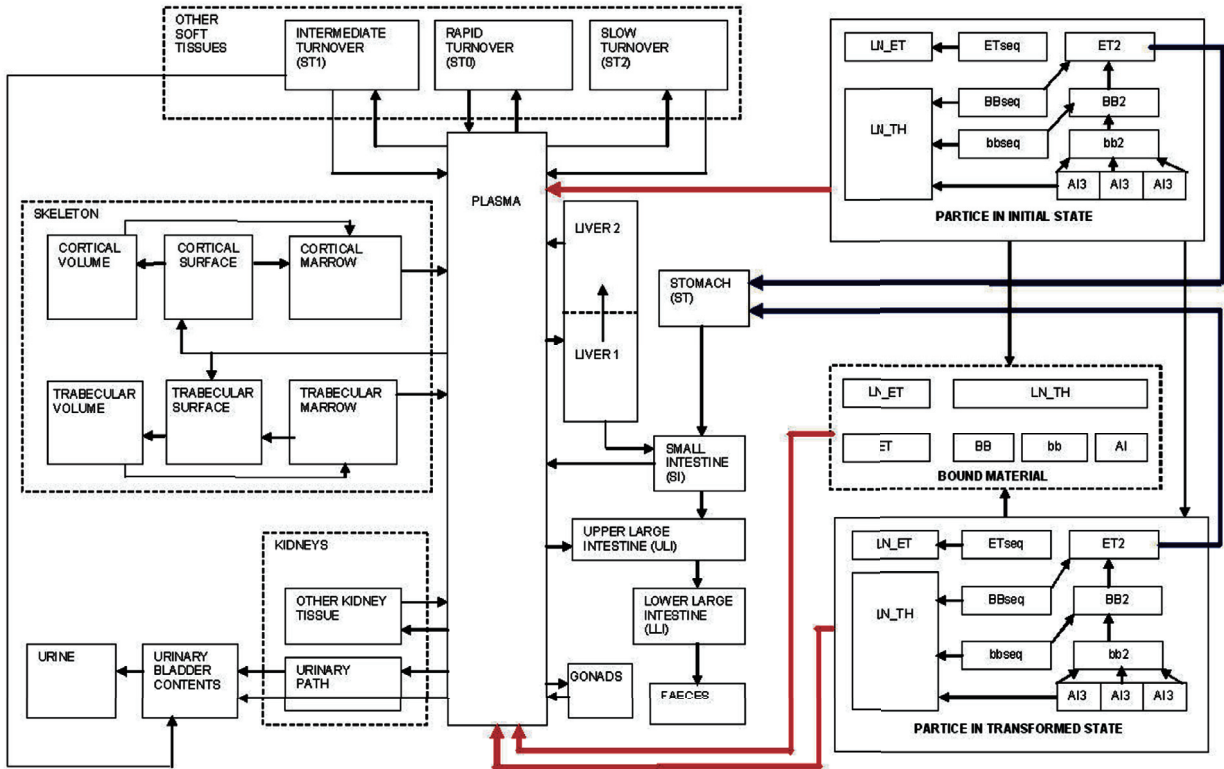 OTHER
SOFT
TISSUES
INTERMEDIATE
TURNOVER
(ST1)
RAPID
TURNOVER
(ST0)
SLOW
TURNOVER
(ST2)
PLASMA
SKELETON
CORTICAL
VOLUME
CORTICAL
SURFACE
CORTICAL
MARROW
TRABECULAR
VOLUME
TRABECULAR
SURFACE
TRABECULAR
MARROW
KIDNEYS
OTHER KIDNEY
TISSUE
URINARY
PATH
URINARY
BLADDER
CONTENTS
URINE
LIVER 2
LIVER 1
STOMACH
(ST)
SMALL
INTESTINE
(SI)
UPPER LARGE
INTESTINE (ULI)
LOWER LARGE
INTESTINE
(LLI)
GONADS
FAECES
LN_ET
ETseq
ET2
LN_TH
BBseq
BB2
bbseq
bb2
AI3
AI3
AI3
PARTICE IN INITIAL STATE
LN_ET
LN_TH
ET
BB
bb
AI
BOUND MATERIAL
LN_ET
ETseq
ET2
LN_TH
BBseq
BB2
bbseq
bb2
AI3
AI3
AI3
PARTICE IN TRANSFORMED STATE